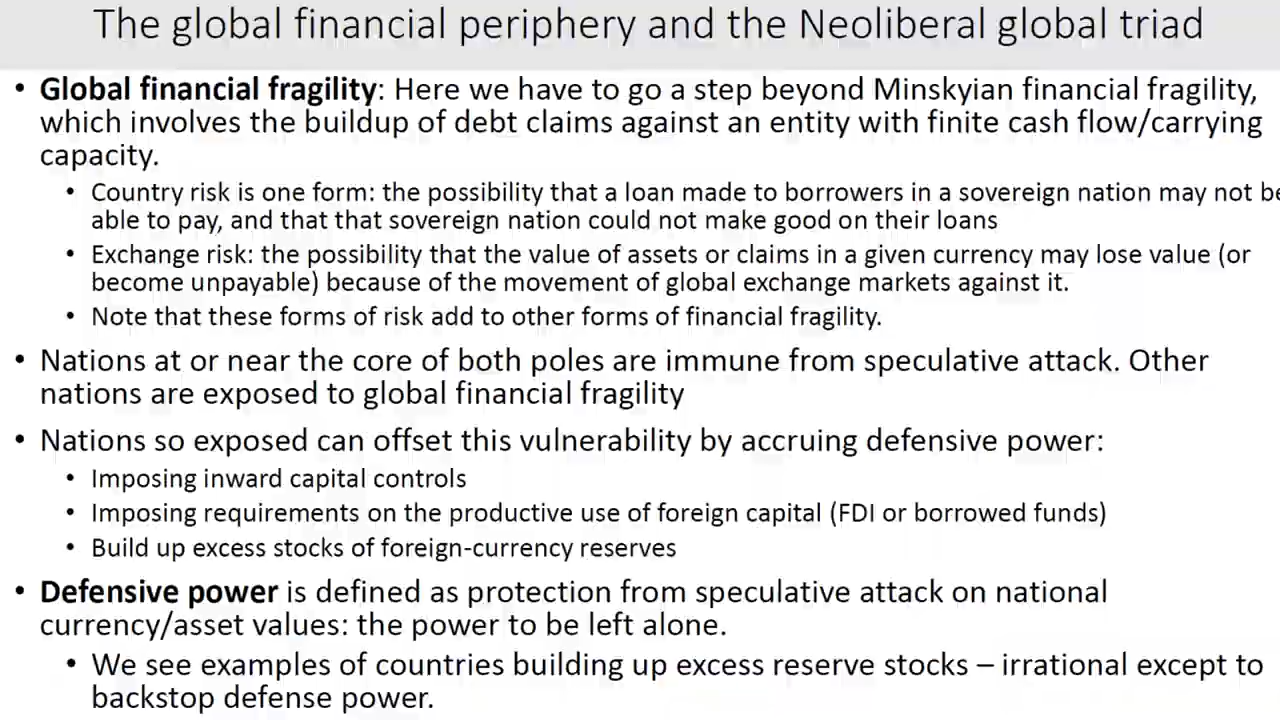 The global financial periphery and the Neoliberal global triad
• Global financial fragility: Here we have to go a step beyond Minskyian financial fragility,
which involves the buildup of debt claims against an entity with finite cash flow/carrying
capacity.
• Country risk is one form: the possibility that a loan made to borrowers in a sovereign nation may not be
able to pay, and that that sovereign nation could not make good on their loans
• Exchange risk: the possibility that the value of assets or claims in a given currency may lose value (or
become unpayable) because of the movement of global exchange markets against it.
• Note that these forms of risk add to other forms of financial fragility.
• Nations at or near the core of both poles are immune from speculative attack. Other
nations are exposed to global financial fragility
• Nations so exposed can offset this vulnerability by accruing defensive power:
• Imposing inward capital controls
• Imposing requirements on the productive use of foreign capital (FDI or borrowed funds)
• Build up excess stocks of foreign-currency reserves
• Defensive power is defined as protection from speculative attack on national
currency/asset values: the power to be left alone.
• We see examples of countries building up excess reserve stocks – irrational except to
backstop defense power.